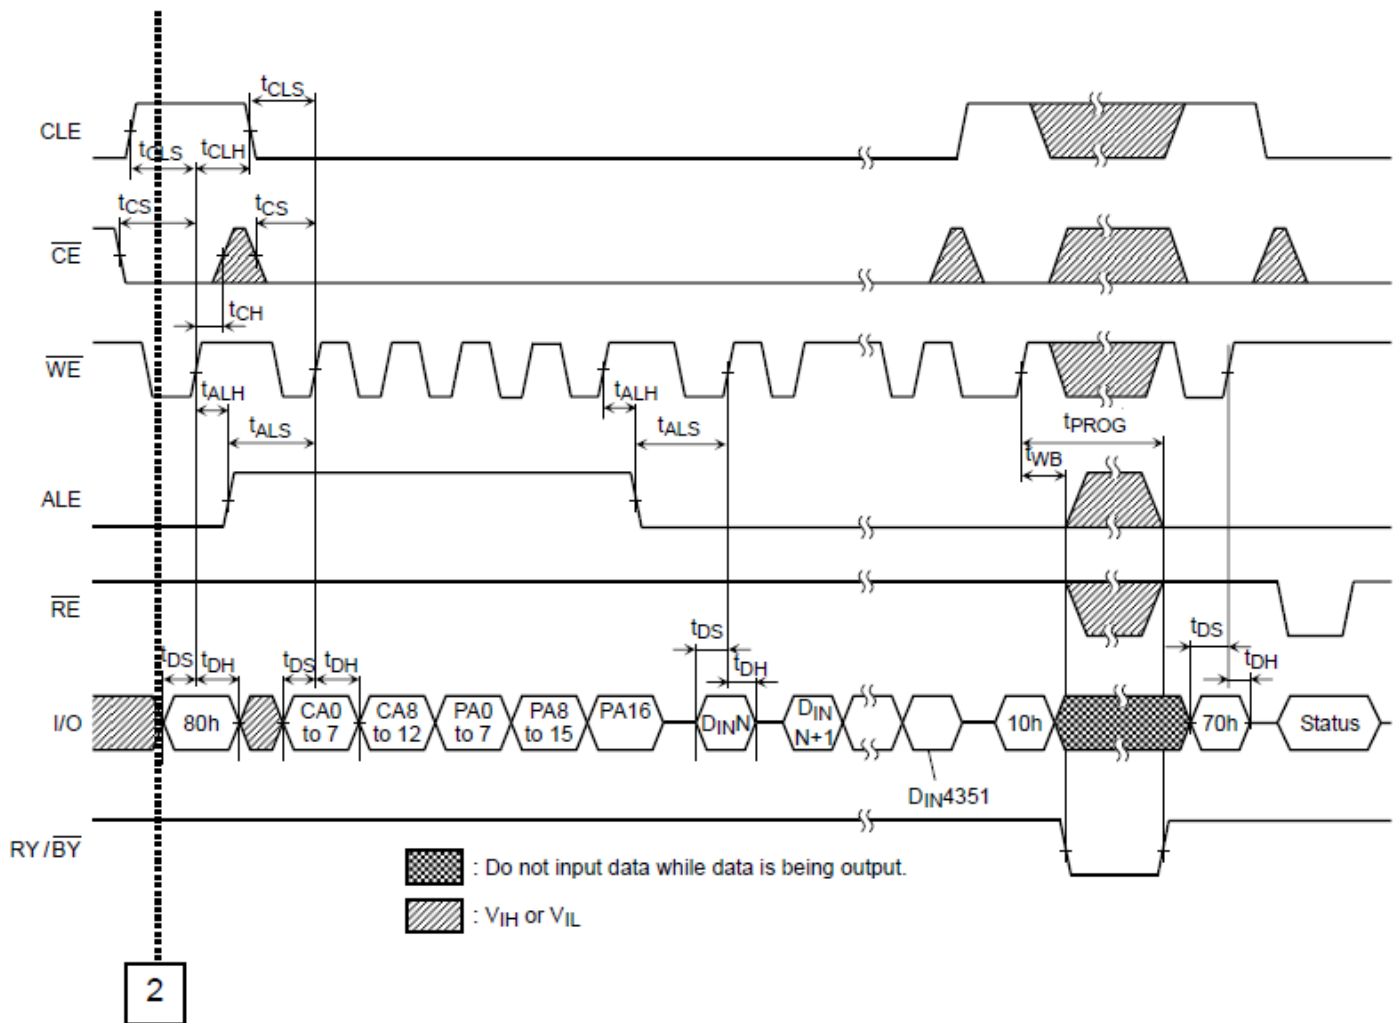 tCLS
CLE
tCLS tCLH
tCS tCS
CE
tCH
WE
tALH tALH
tALS tALS tPROG
tWB
ALE
RE
tDS tDH tDS tDH tDS tDH tDS tDH
I/O 80h CA0 to 7 CA8 to 12 PA0 to 7 PA8 to 15 PA16 DINN DIN N+1 10h 70h Status
DIN4351
RY/BY
: Do not input data while data is being output.
: VIH or VIL
2